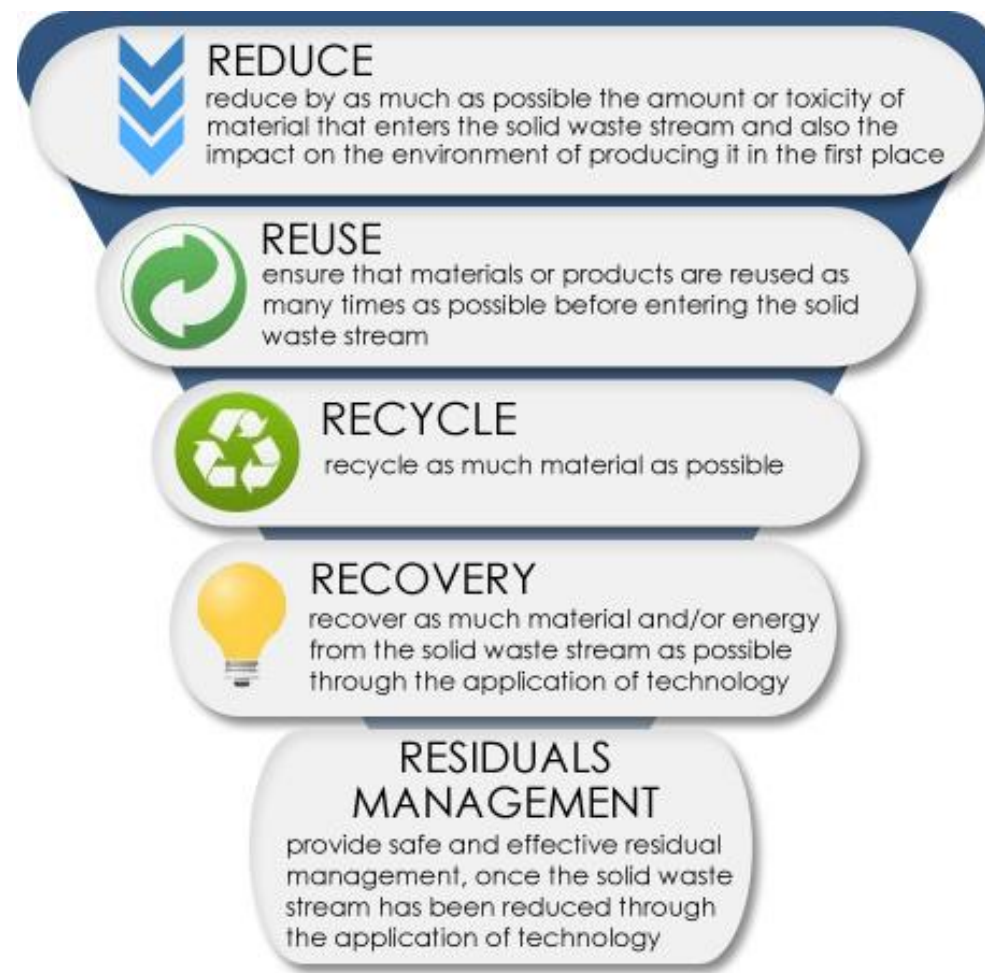 REDUCE
reduce by as much as possible the amount or toxicity of
material that enters the solid waste stream and also the
impact on the environment of producing it in the first place
REUSE
ensure that materials or products are reused as
many times as possible before entering the solid
waste stream
RECYCLE
recycle as much material as possible
RECOVERY
recover as much material and/or energy
from the solid waste stream as possible
through the application of technology
RESIDUALS
MANAGEMENT
provide safe and effective residual
management, once the solid waste
stream has been reduced through
the application of technology